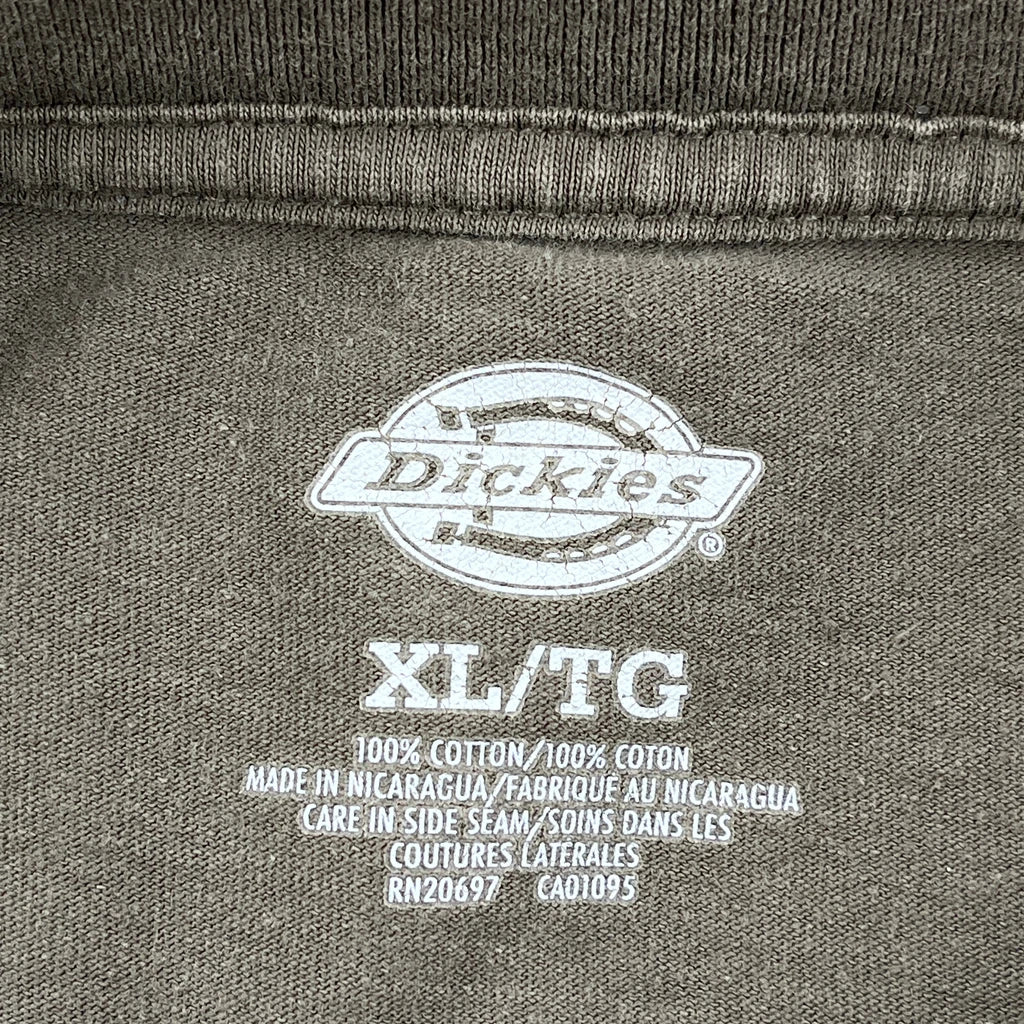 Dickies
®
XL/TG
100% COTTON/100% COTON
MADE IN NICARAGUA/FABRIQUÉ AU NICARAGUA
CARE IN SIDE SEAM/SOINS DANS LES
COUTURES LATÉRALES
RN20697 CA01095